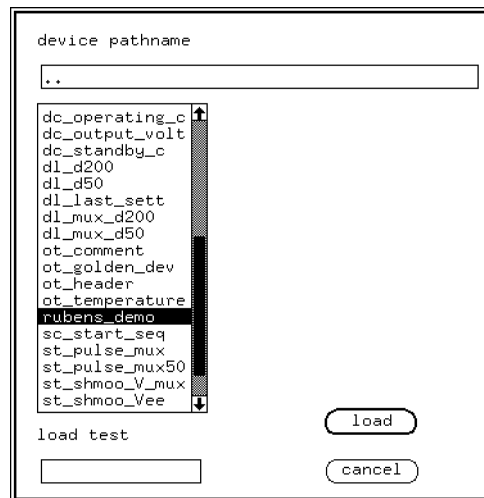 device pathname
..
dc_operating_c
dc_output_volt
dc_standby_c
dl_d200
dl_d50
dl_last_sett
dl_mux_d200
dl_mux_d50
ot_comment
ot_golden_dev
ot_header
ot_temperature
rubens_demo
sc_start_seq
st_pulse_mux
st_pulse_mux50
st_shmoo_V_mux
st_shmoo_Vee
load test
load
cancel